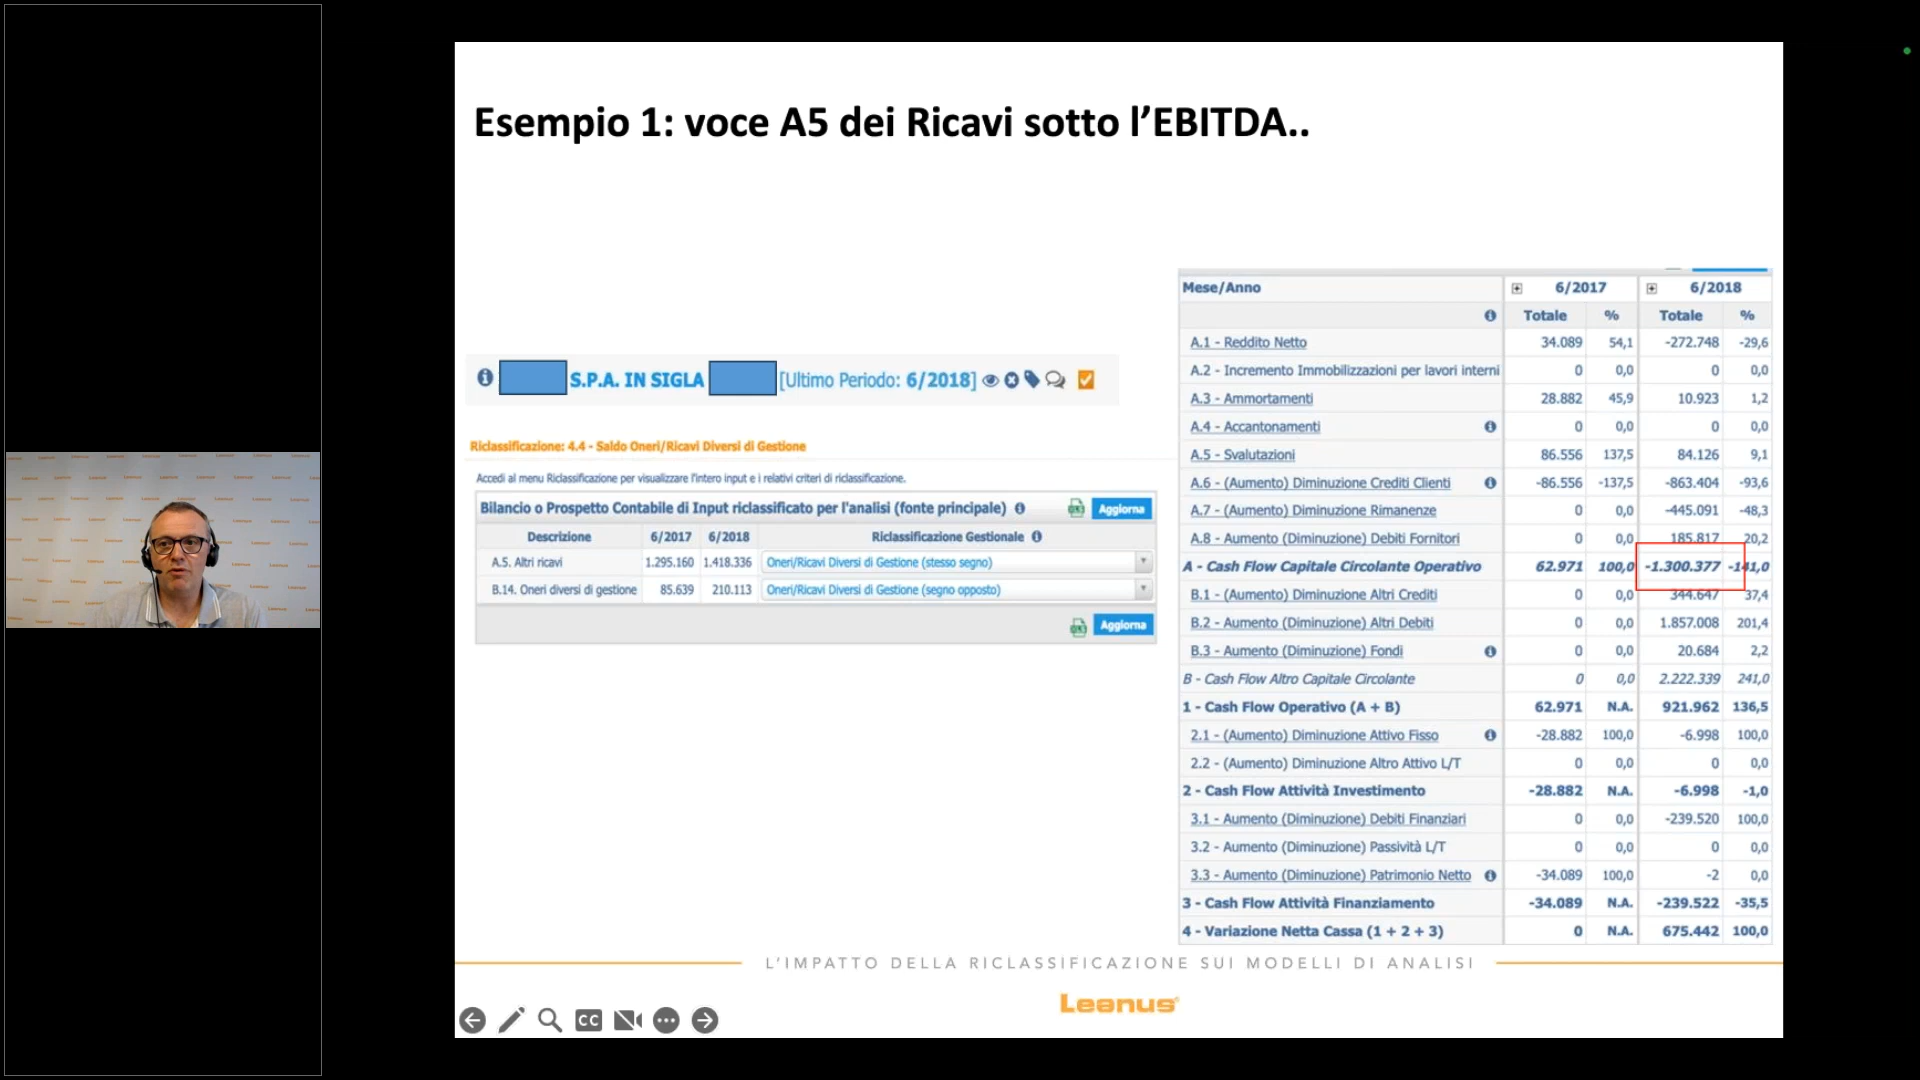 Esempio 1: voce A5 dei Ricavi sotto l'EBITDA..
S.P.A. IN SIGLA [Ultimo Periodo: 6/2018]
Riclassificazione: 4.4 - Saldo Oneri/Ricavi Diversi di Gestione
Accedi al menu Riclassificazione per visualizzare l'intero input e i relativi criteri di riclassificazione.
Bilancio o Prospetto Contabile di Input riclassificato per l'analisi (fonte principale) Aggiorna
Descrizione 6/2017 6/2018 Riclassificazione Gestionale
A.5. Altri ricavi 1.295.160 1.418.336 Oneri/Ricavi Diversi di Gestione (stesso segno)
B.14. Oneri diversi di gestione 85.639 210.113 Oneri/Ricavi Diversi di Gestione (segno opposto)
Aggiorna
Mese/Anno 6/2017 6/2018
Totale % Totale %
A.1 - Reddito Netto 34.089 54,1 -272.748 -29,6
A.2 - Incremento Immobilizzazioni per lavori interni 0 0,0 0 0,0
A.3 - Ammortamenti 28.882 45,9 10.923 1,2
A.4 - Accantonamenti 0 0,0 0 0,0
A.5 - Svalutazioni 86.556 137,5 84.126 9,1
A.6 - (Aumento) Diminuzione Crediti Clienti -86.556 -137,5 -863.404 -93,6
A.7 - (Aumento) Diminuzione Rimanenze 0 0,0 -445.091 -48,3
A.8 - Aumento (Diminuzione) Debiti Fornitori 0 0,0 185.817 20,2
A - Cash Flow Capitale Circolante Operativo 62.971 100,0 -1.300.377 -141,0
B.1 - (Aumento) Diminuzione Altri Crediti 0 0,0 344.647 37,4
B.2 - Aumento (Diminuzione) Altri Debiti 0 0,0 1.857.008 201,4
B.3 - Aumento (Diminuzione) Fondi 0 0,0 20.684 2,2
B - Cash Flow Altro Capitale Circolante 0 0,0 2.222.339 241,0
1 - Cash Flow Operativo (A + B) 62.971 N.A. 921.962 136,5
2.1 - (Aumento) Diminuzione Attivo Fisso -28.882 100,0 -6.998 100,0
2.2 - (Aumento) Diminuzione Altro Attivo L/T 0 0,0 0 0,0
2 - Cash Flow Attività Investimento -28.882 N.A. -6.998 -1,0
3.1 - Aumento (Diminuzione) Debiti Finanziari 0 0,0 -239.520 100,0
3.2 - Aumento (Diminuzione) Passività L/T 0 0,0 0 0,0
3.3 - Aumento (Diminuzione) Patrimonio Netto -34.089 100,0 -2 0,0
3 - Cash Flow Attività Finanziamento -34.089 N.A. -239.522 -35,5
4 - Variazione Netta Cassa (1 + 2 + 3) 0 N.A. 675.442 100,0
L'IMPATTO DELLA RICLASSIFICAZIONE SUI MODELLI DI ANALISI
Leanus
CC